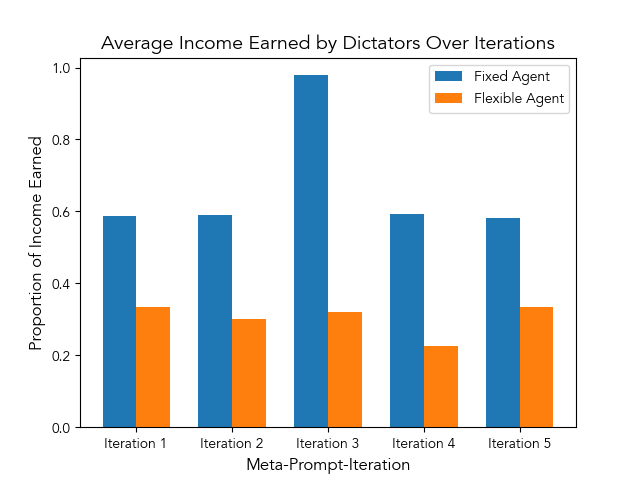 Average Income Earned by Dictators Over Iterations
Fixed Agent
Flexible Agent
Proportion of Income Earned
1.0
0.8
0.6
0.4
0.2
0.0
Iteration 1
Iteration 2
Iteration 3
Iteration 4
Iteration 5
Meta-Prompt-Iteration